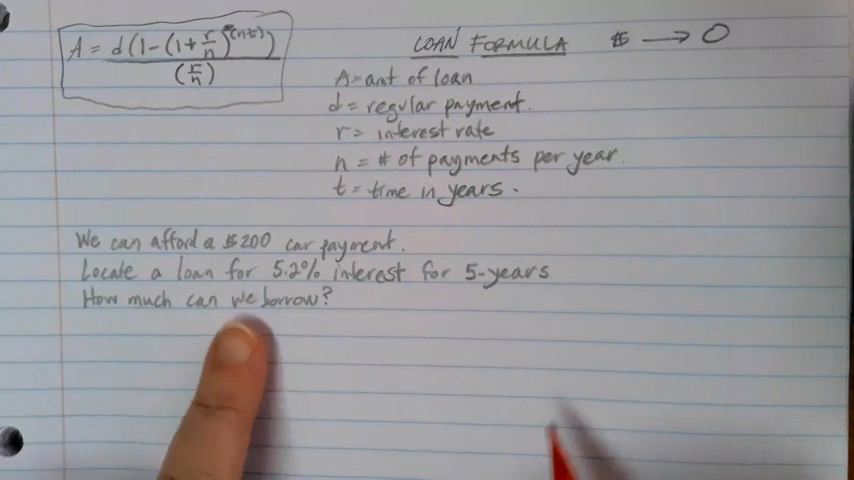 A = d(1-(1+r/n)^(-(n·t)))/(r/n)
LOAN FORMULA $ → 0
A = amt of loan
d = regular payment.
r = interest rate
n = # of payments per year.
t = time in years.
We can afford a $200 car payment.
Locate a loan for 5.2% interest for 5-years
How much can we borrow?